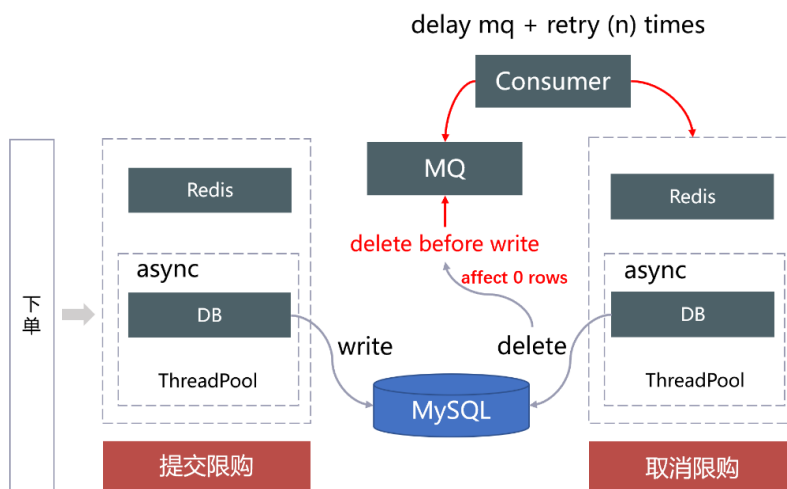 delay mq + retry (n) times
Consumer
MQ
delete before write
affect 0 rows
下单
Redis
async
DB
ThreadPool
write
delete
MySQL
提交限购
Redis
async
DB
ThreadPool
取消限购